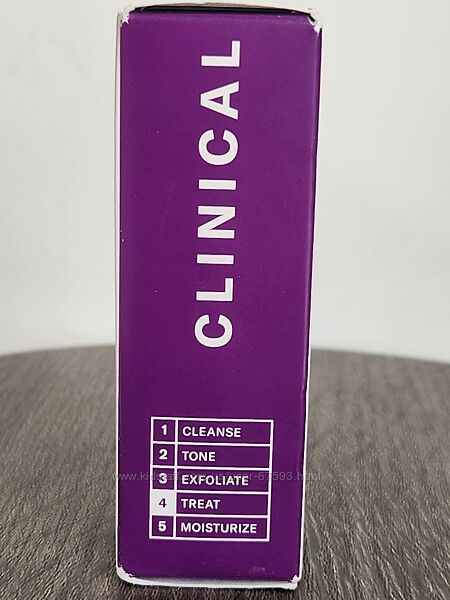 CLINICAL
1 CLEANSE
2 TONE
3 EXFOLIATE
4 TREAT
5 MOISTURIZE